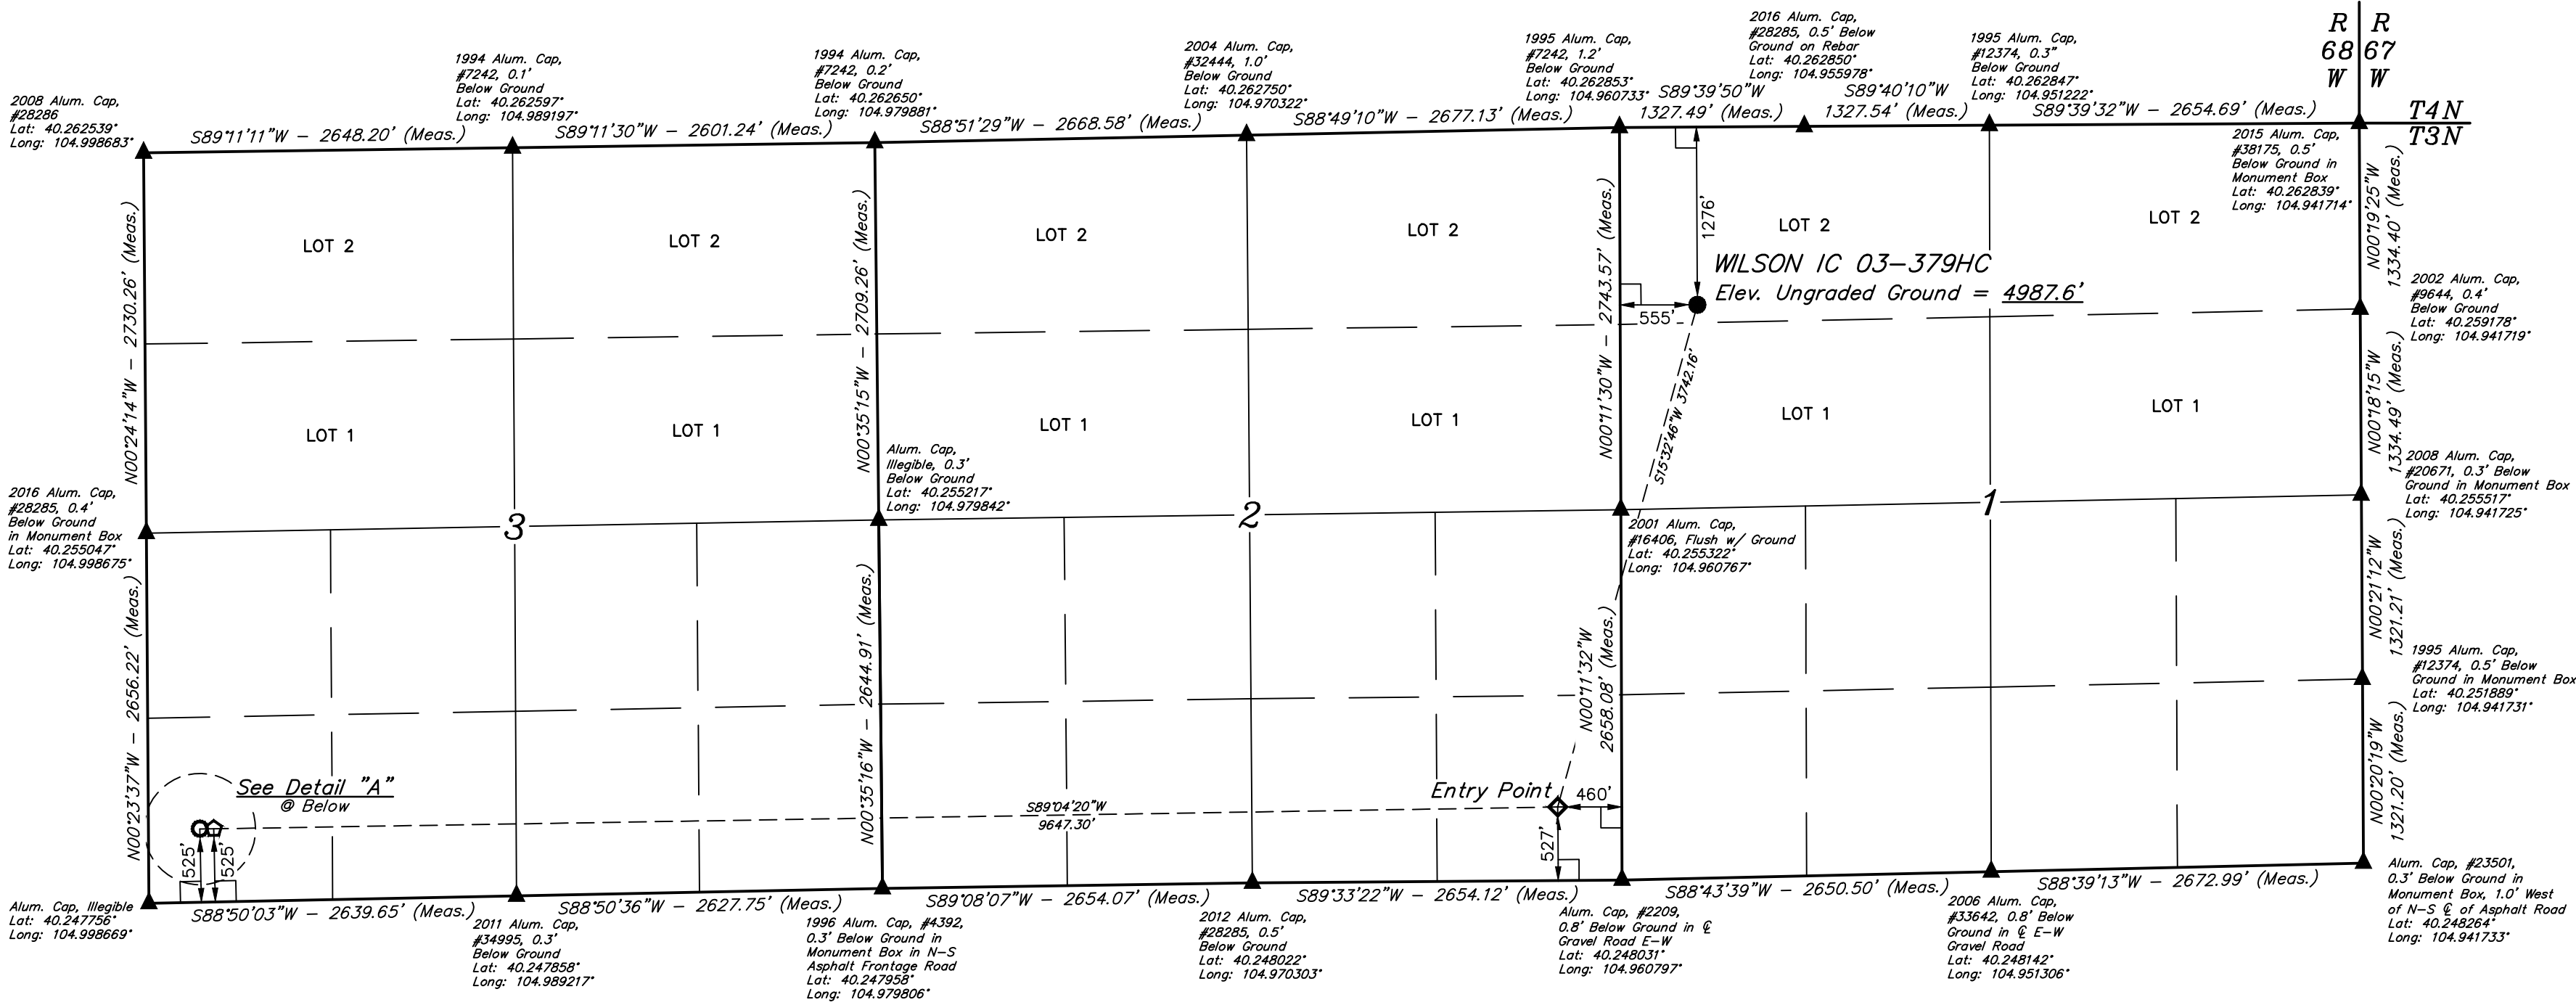 R R
68 67
W W
T4N
T3N
2008 Alum. Cap,
#28286
Lat: 40.262539°
Long: 104.998683°
S89°11'11"W - 2648.20' (Meas.)
1994 Alum. Cap,
#7242, 0.1'
Below Ground
Lat: 40.262597°
Long: 104.989197°
S89°11'30"W - 2601.24' (Meas.)
1994 Alum. Cap,
#7242, 0.2'
Below Ground
Lat: 40.262650°
Long: 104.979881°
S88°51'29"W - 2668.58' (Meas.)
2004 Alum. Cap,
#32444, 1.0'
Below Ground
Lat: 40.262750°
Long: 104.970322°
S88°49'10"W - 2677.13' (Meas.)
1995 Alum. Cap,
#7242, 1.2'
Below Ground
Lat: 40.262853°
Long: 104.960733°
S89°39'50"W
1327.49' (Meas.)
2016 Alum. Cap,
#28285, 0.5' Below
Ground on Rebar
Lat: 40.262850°
Long: 104.955978°
S89°40'10"W
1327.54' (Meas.)
1995 Alum. Cap,
#12374, 0.3"
Below Ground
Lat: 40.262847°
Long: 104.951222°
S89°39'32"W - 2654.69' (Meas.)
2015 Alum. Cap,
#38175, 0.5'
Below Ground in
Monument Box
Lat: 40.262839°
Long: 104.941714°
N00°19'25"W
1334.40' (Meas.)
N00°24'14"W - 2730.26' (Meas.)
LOT 2
LOT 2
N00°35'15"W - 2709.26' (Meas.)
LOT 2
LOT 2
N00°11'30"W - 2743.57' (Meas.)
1276'
LOT 2
LOT 2
WILSON IC 03-379HC
Elev. Ungraded Ground = 4987.6'
555'
S15°32'46"W 3742.16'
2002 Alum. Cap,
#9644, 0.4'
Below Ground
Lat: 40.259178°
Long: 104.941719°
N00°18'15"W
1334.49' (Meas.)
LOT 1
LOT 1
LOT 1
LOT 1
LOT 1
LOT 1
2016 Alum. Cap,
#28285, 0.4'
Below Ground
in Monument Box
Lat: 40.255047°
Long: 104.998675°
Alum. Cap,
Illegible, 0.3'
Below Ground
Lat: 40.255217°
Long: 104.979842°
2008 Alum. Cap,
#20671, 0.3' Below
Ground in Monument Box
Lat: 40.255517°
Long: 104.941725°
3
2
1
2001 Alum. Cap,
#16406, Flush w/ Ground
Lat: 40.255322°
Long: 104.960767°
N00°21'12"W
1321.21' (Meas.)
N00°23'37"W - 2656.22' (Meas.)
N00°35'16"W - 2644.91' (Meas.)
N00°11'32"W
2658.08' (Meas.)
1995 Alum. Cap,
#12374, 0.5' Below
Ground in Monument Box
Lat: 40.251889°
Long: 104.941731°
N00°20'19"W
1321.20' (Meas.)
See Detail "A"
@ Below
525'
525'
S89°04'20"W
9647.30'
Entry Point
460'
527'
Alum. Cap, Illegible
Lat: 40.247756°
Long: 104.998669°
S88°50'03"W - 2639.65' (Meas.)
2011 Alum. Cap,
#34995, 0.3'
Below Ground
Lat: 40.247858°
Long: 104.989217°
S88°50'36"W - 2627.75' (Meas.)
1996 Alum. Cap, #4392,
0.3' Below Ground in
Monument Box in N-S
Asphalt Frontage Road
Lat: 40.247958°
Long: 104.979806°
S89°08'07"W - 2654.07' (Meas.)
2012 Alum. Cap,
#28285, 0.5'
Below Ground
Lat: 40.248022°
Long: 104.970303°
S89°33'22"W - 2654.12' (Meas.)
Alum. Cap, #2209,
0.8' Below Ground in ℄
Gravel Road E-W
Lat: 40.248031°
Long: 104.960797°
S88°43'39"W - 2650.50' (Meas.)
2006 Alum. Cap,
#33642, 0.8' Below
Ground in ℄ E-W
Gravel Road
Lat: 40.248142°
Long: 104.951306°
S88°39'13"W - 2672.99' (Meas.)
Alum. Cap, #23501,
0.3' Below Ground in
Monument Box, 1.0' West
of N-S ℄ of Asphalt Road
Lat: 40.248264°
Long: 104.941733°